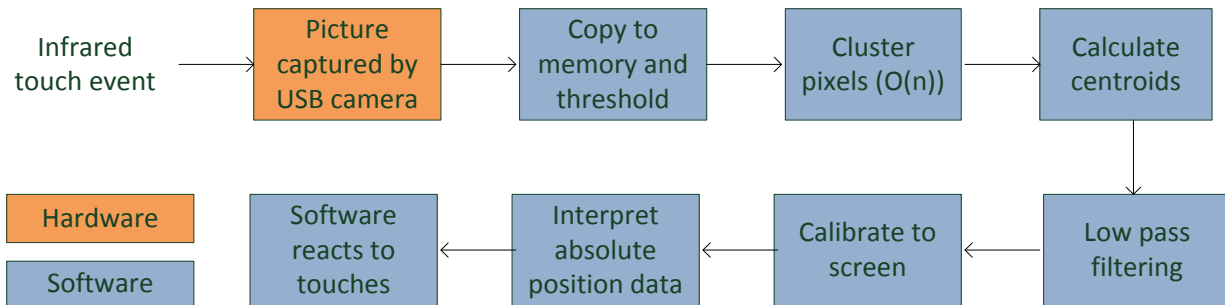 Infrared
touch event
Picture
captured by
USB camera
Copy to
memory and
threshold
Cluster
pixels (O(n))
Calculate
centroids
Low pass
filtering
Calibrate to
screen
Interpret
absolute
position data
Software
reacts to
touches
Hardware
Software